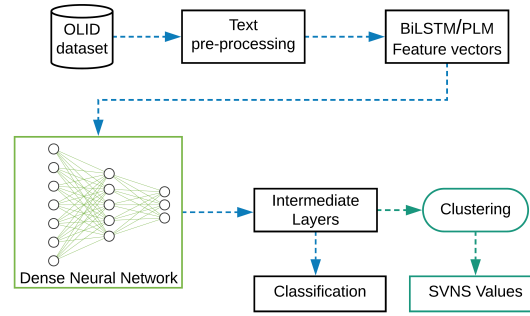 OLID
dataset
Text
pre-processing
BiLSTM/PLM
Feature vectors
Dense Neural Network
Intermediate
Layers
Clustering
Classification
SVNS Values